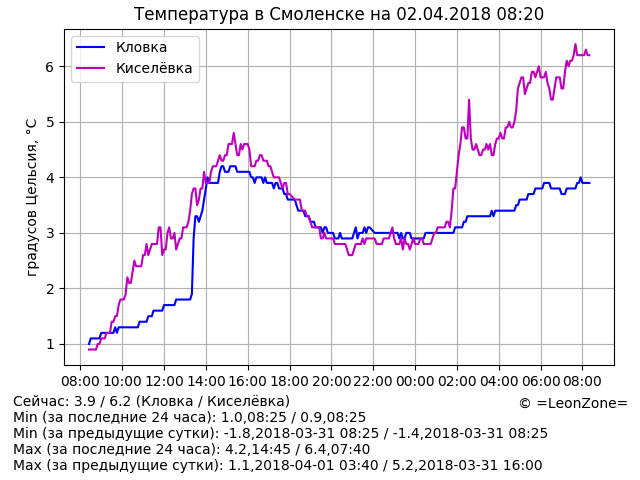 Температура в Смоленске на 02.04.2018 08:20
Кловка
Киселёвка
градусов Цельсия, °C
6
5
4
3
2
1
08:00 10:00 12:00 14:00 16:00 18:00 20:00 22:00 00:00 02:00 04:00 06:00 08:00
Сейчас: 3.9 / 6.2 (Кловка / Киселёвка)
© =LeonZone=
Min (за последние 24 часа): 1.0,08:25 / 0.9,08:25
Min (за предыдущие сутки): -1.8,2018-03-31 08:25 / -1.4,2018-03-31 08:25
Max (за последние 24 часа): 4.2,14:45 / 6.4,07:40
Max (за предыдущие сутки): 1.1,2018-04-01 03:40 / 5.2,2018-03-31 16:00